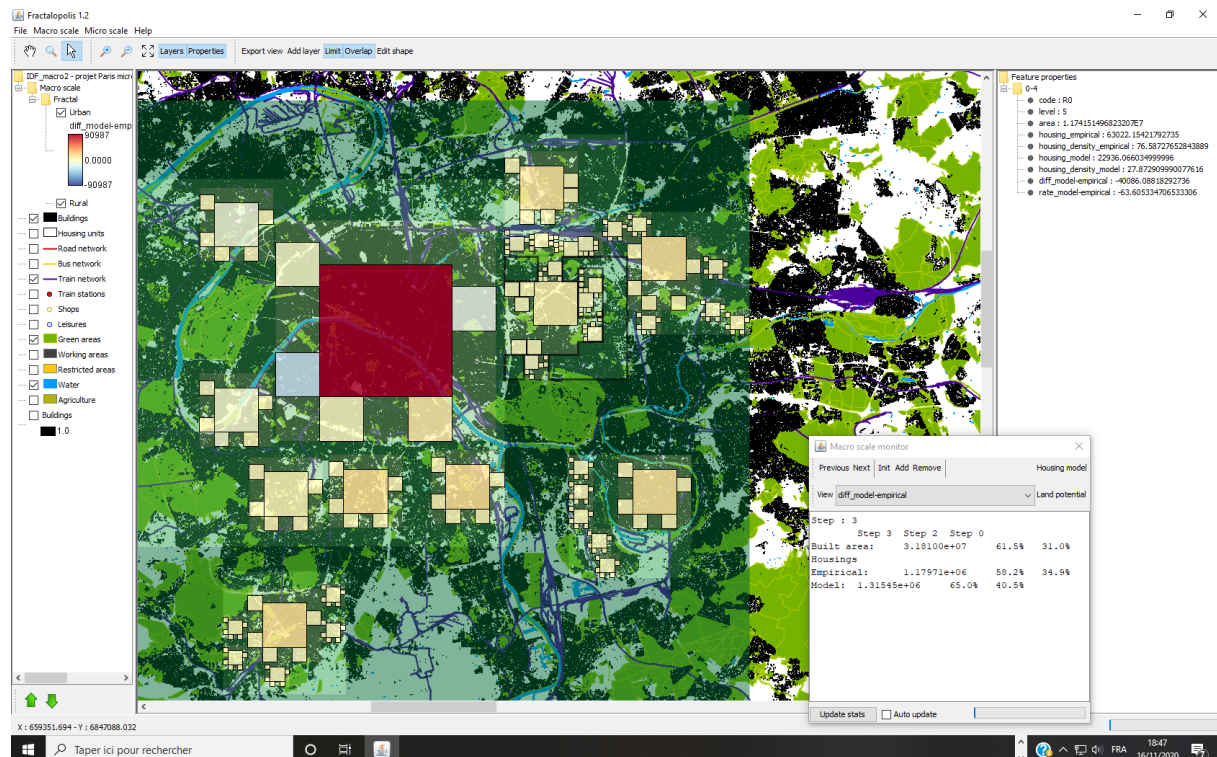 Fractalopolis 1.2
File Macro scale Micro scale Help
Layers Properties Export view Add layer Limit Overlap Edit shape
IDF_macro2 - projet Paris micr
Macro scale
Fractal
Urban
diff_model-emp
90987
0.0000
-90987
Rural
Buildings
Housing units
Road network
Bus network
Train network
Train stations
Shops
Leisures
Green areas
Working areas
Restricted areas
Water
Agriculture
Buildings
1.0
Feature properties
0-4
code : R0
level : 5
area : 1.174151496823207E7
housing_empirical : 63022.15421792735
housing_density_empirical : 76.58727652843889
housing_model : 22936.066034999996
housing_density_model : 27.872909990077616
diff_model-empirical : -40086.08818292736
rate_model-empirical : -63.605334706533306
Macro scale monitor
Previous Next Init Add Remove Housing model
View diff_model-empirical Land potential
Step : 3
Step 3 Step 2 Step 0
Built area: 3.18100e+07 61.5% 31.0%
Housings
Empirical: 1.17971e+06 58.2% 34.9%
Model: 1.31545e+06 65.0% 40.5%
Update stats Auto update
X : 659351.694 - Y : 6847088.032
Taper ici pour rechercher
FRA
18:47
16/11/2020